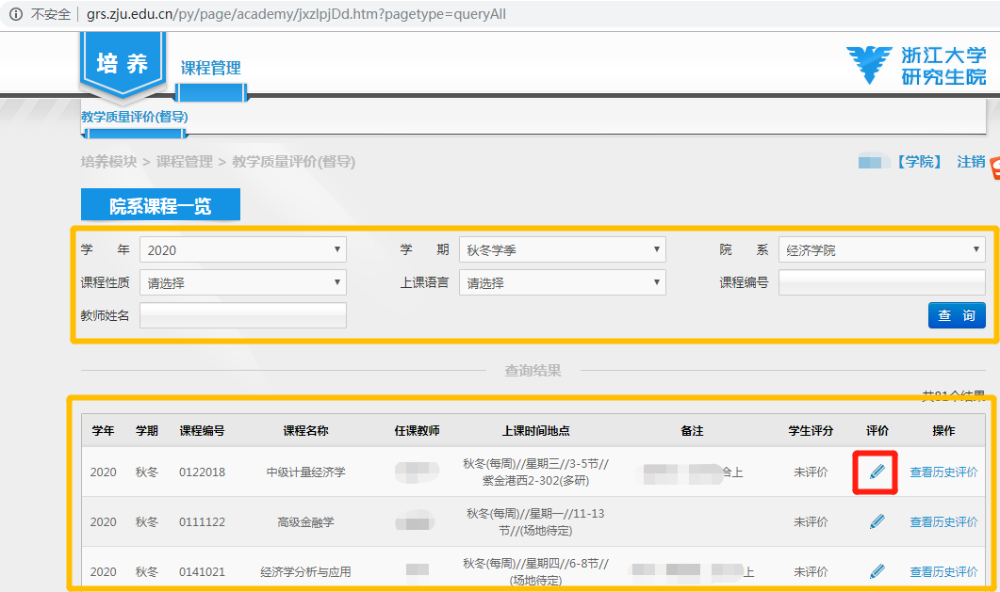 不安全 grs.zju.edu.cn/py/page/academy/jxzlpjDd.htm?pagetype=queryAll
培 养 课程管理 浙江大学
研究生院
教学质量评价(督导)
培养模块 > 课程管理 > 教学质量评价(督导) 【学院】 注销
院系课程一览
学 年 2020 学 期 秋冬学季 院 系 经济学院
课程性质 请选择 上课语言 请选择 课程编号
教师姓名 查 询
查询结果
共81个结果
学年 学期 课程编号 课程名称 任课教师 上课时间地点 备注 学生评分 评价 操作
2020 秋冬 0122018 中级计量经济学 秋冬(每周)//星期三//3-5节//
紫金港西2-302(多研) 合上 未评价 查看历史评价
2020 秋冬 0111122 高级金融学 秋冬(每周)//星期一//11-13
节//(场地待定) 未评价 查看历史评价
2020 秋冬 0141021 经济学分析与应用 秋冬(每周)//星期四//6-8节//
(场地待定) 上 未评价 查看历史评价